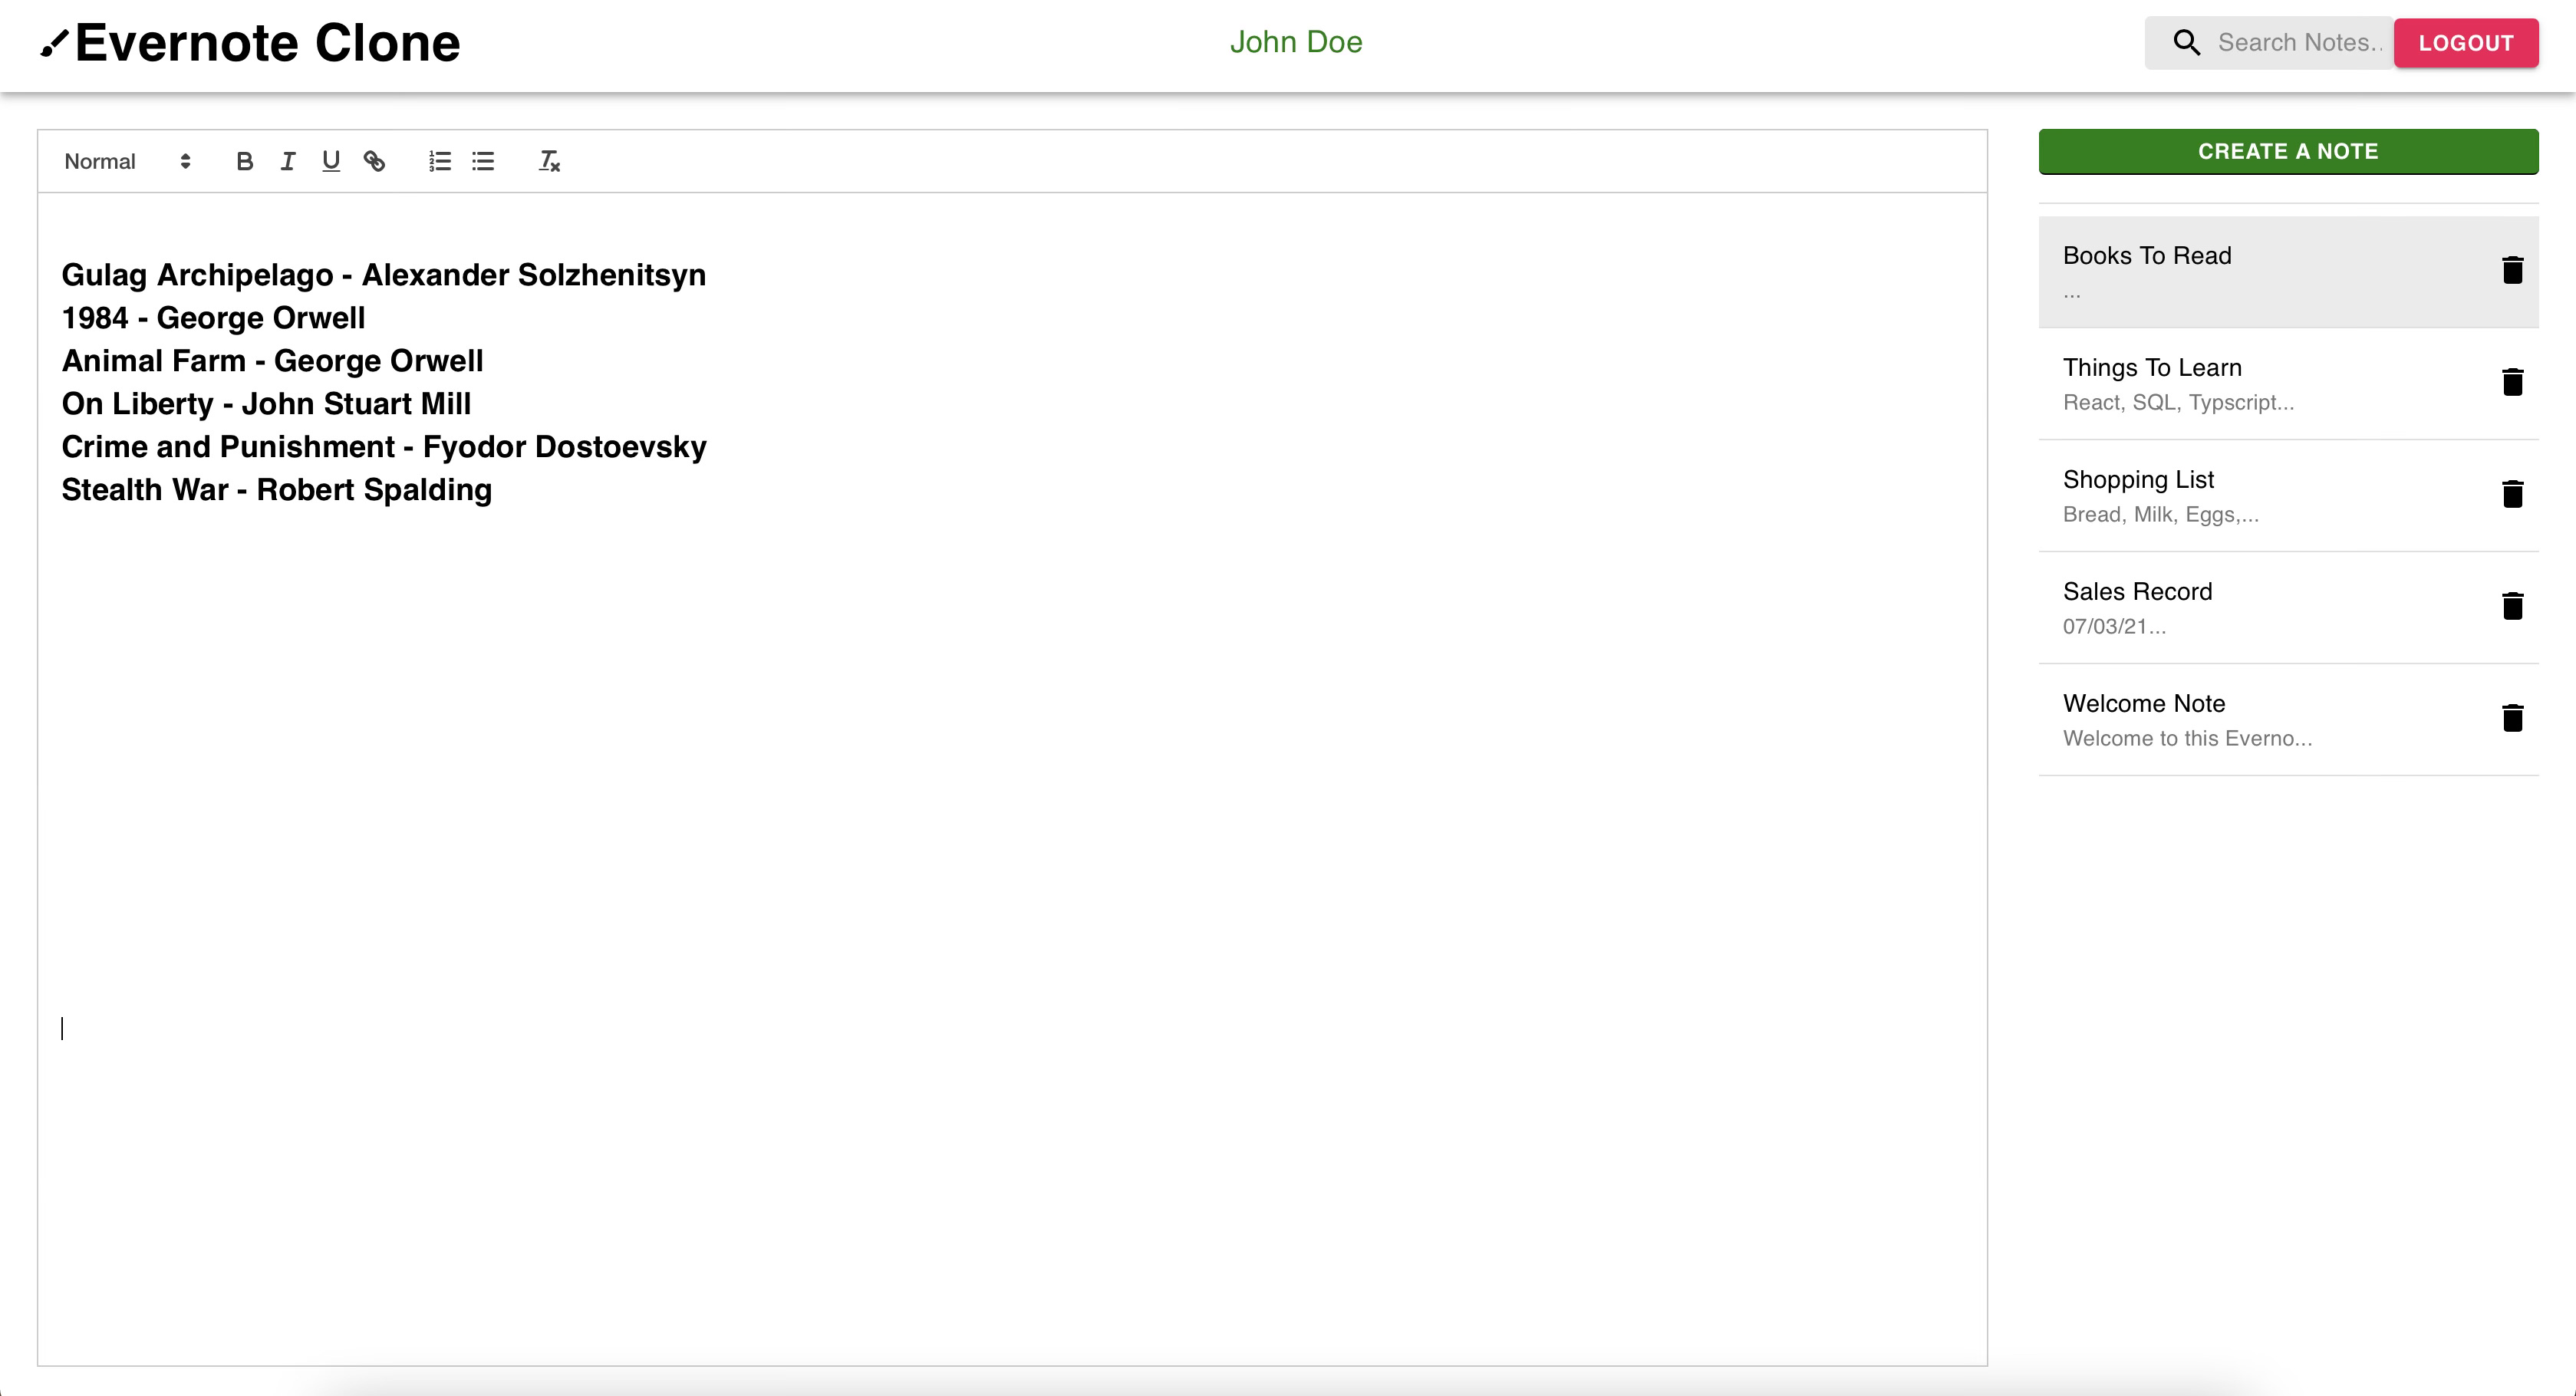 Evernote Clone
John Doe
Search Notes..
LOGOUT
Normal
Gulag Archipelago - Alexander Solzhenitsyn
1984 - George Orwell
Animal Farm - George Orwell
On Liberty - John Stuart Mill
Crime and Punishment - Fyodor Dostoevsky
Stealth War - Robert Spalding
CREATE A NOTE
Books To Read
...
Things To Learn
React, SQL, Typscript...
Shopping List
Bread, Milk, Eggs,...
Sales Record
07/03/21...
Welcome Note
Welcome to this Everno...